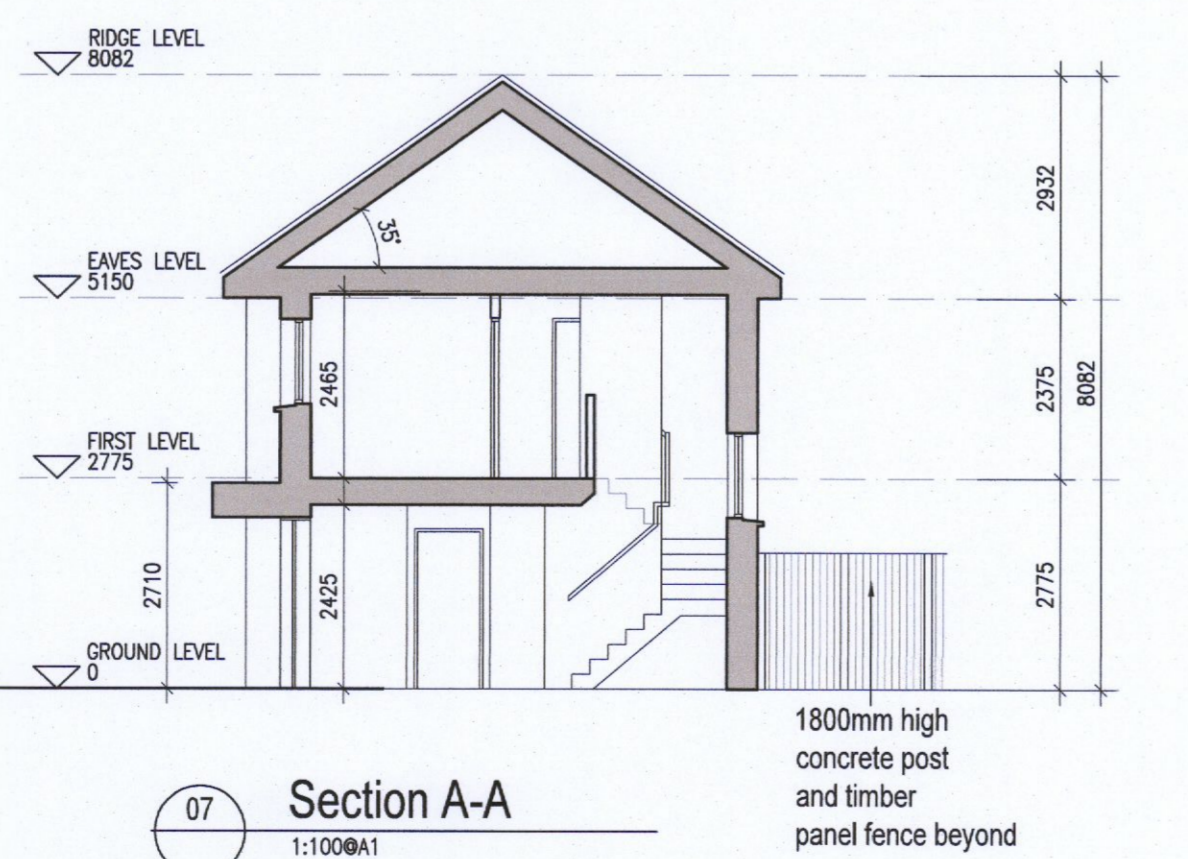 RIDGE LEVEL
8082
2932
35°
EAVES LEVEL
5150
2465
2375
8082
FIRST LEVEL
2775
2710
2425
2775
GROUND LEVEL
0
1800mm high
concrete post
and timber
panel fence beyond
07
Section A-A
1:100@A1